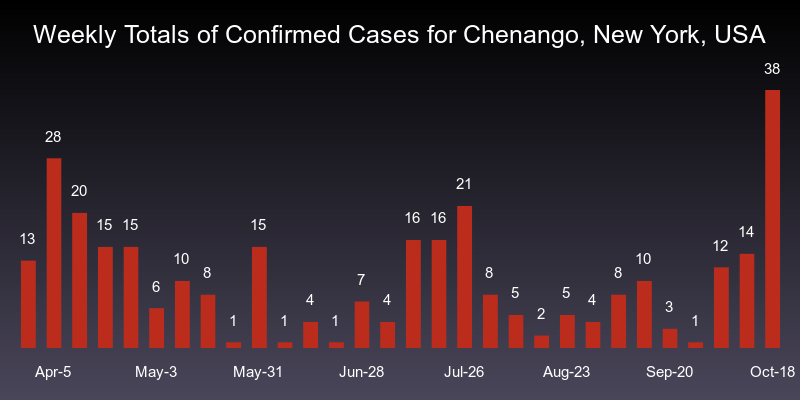 Weekly Totals of Confirmed Cases for Chenango, New York, USA
13 28 20 15 15 6 10 8 1 15 1 4 1 7 4 16 16 21 8 5 2 5 4 8 10 3 1 12 14 38
Apr-5 May-3 May-31 Jun-28 Jul-26 Aug-23 Sep-20 Oct-18